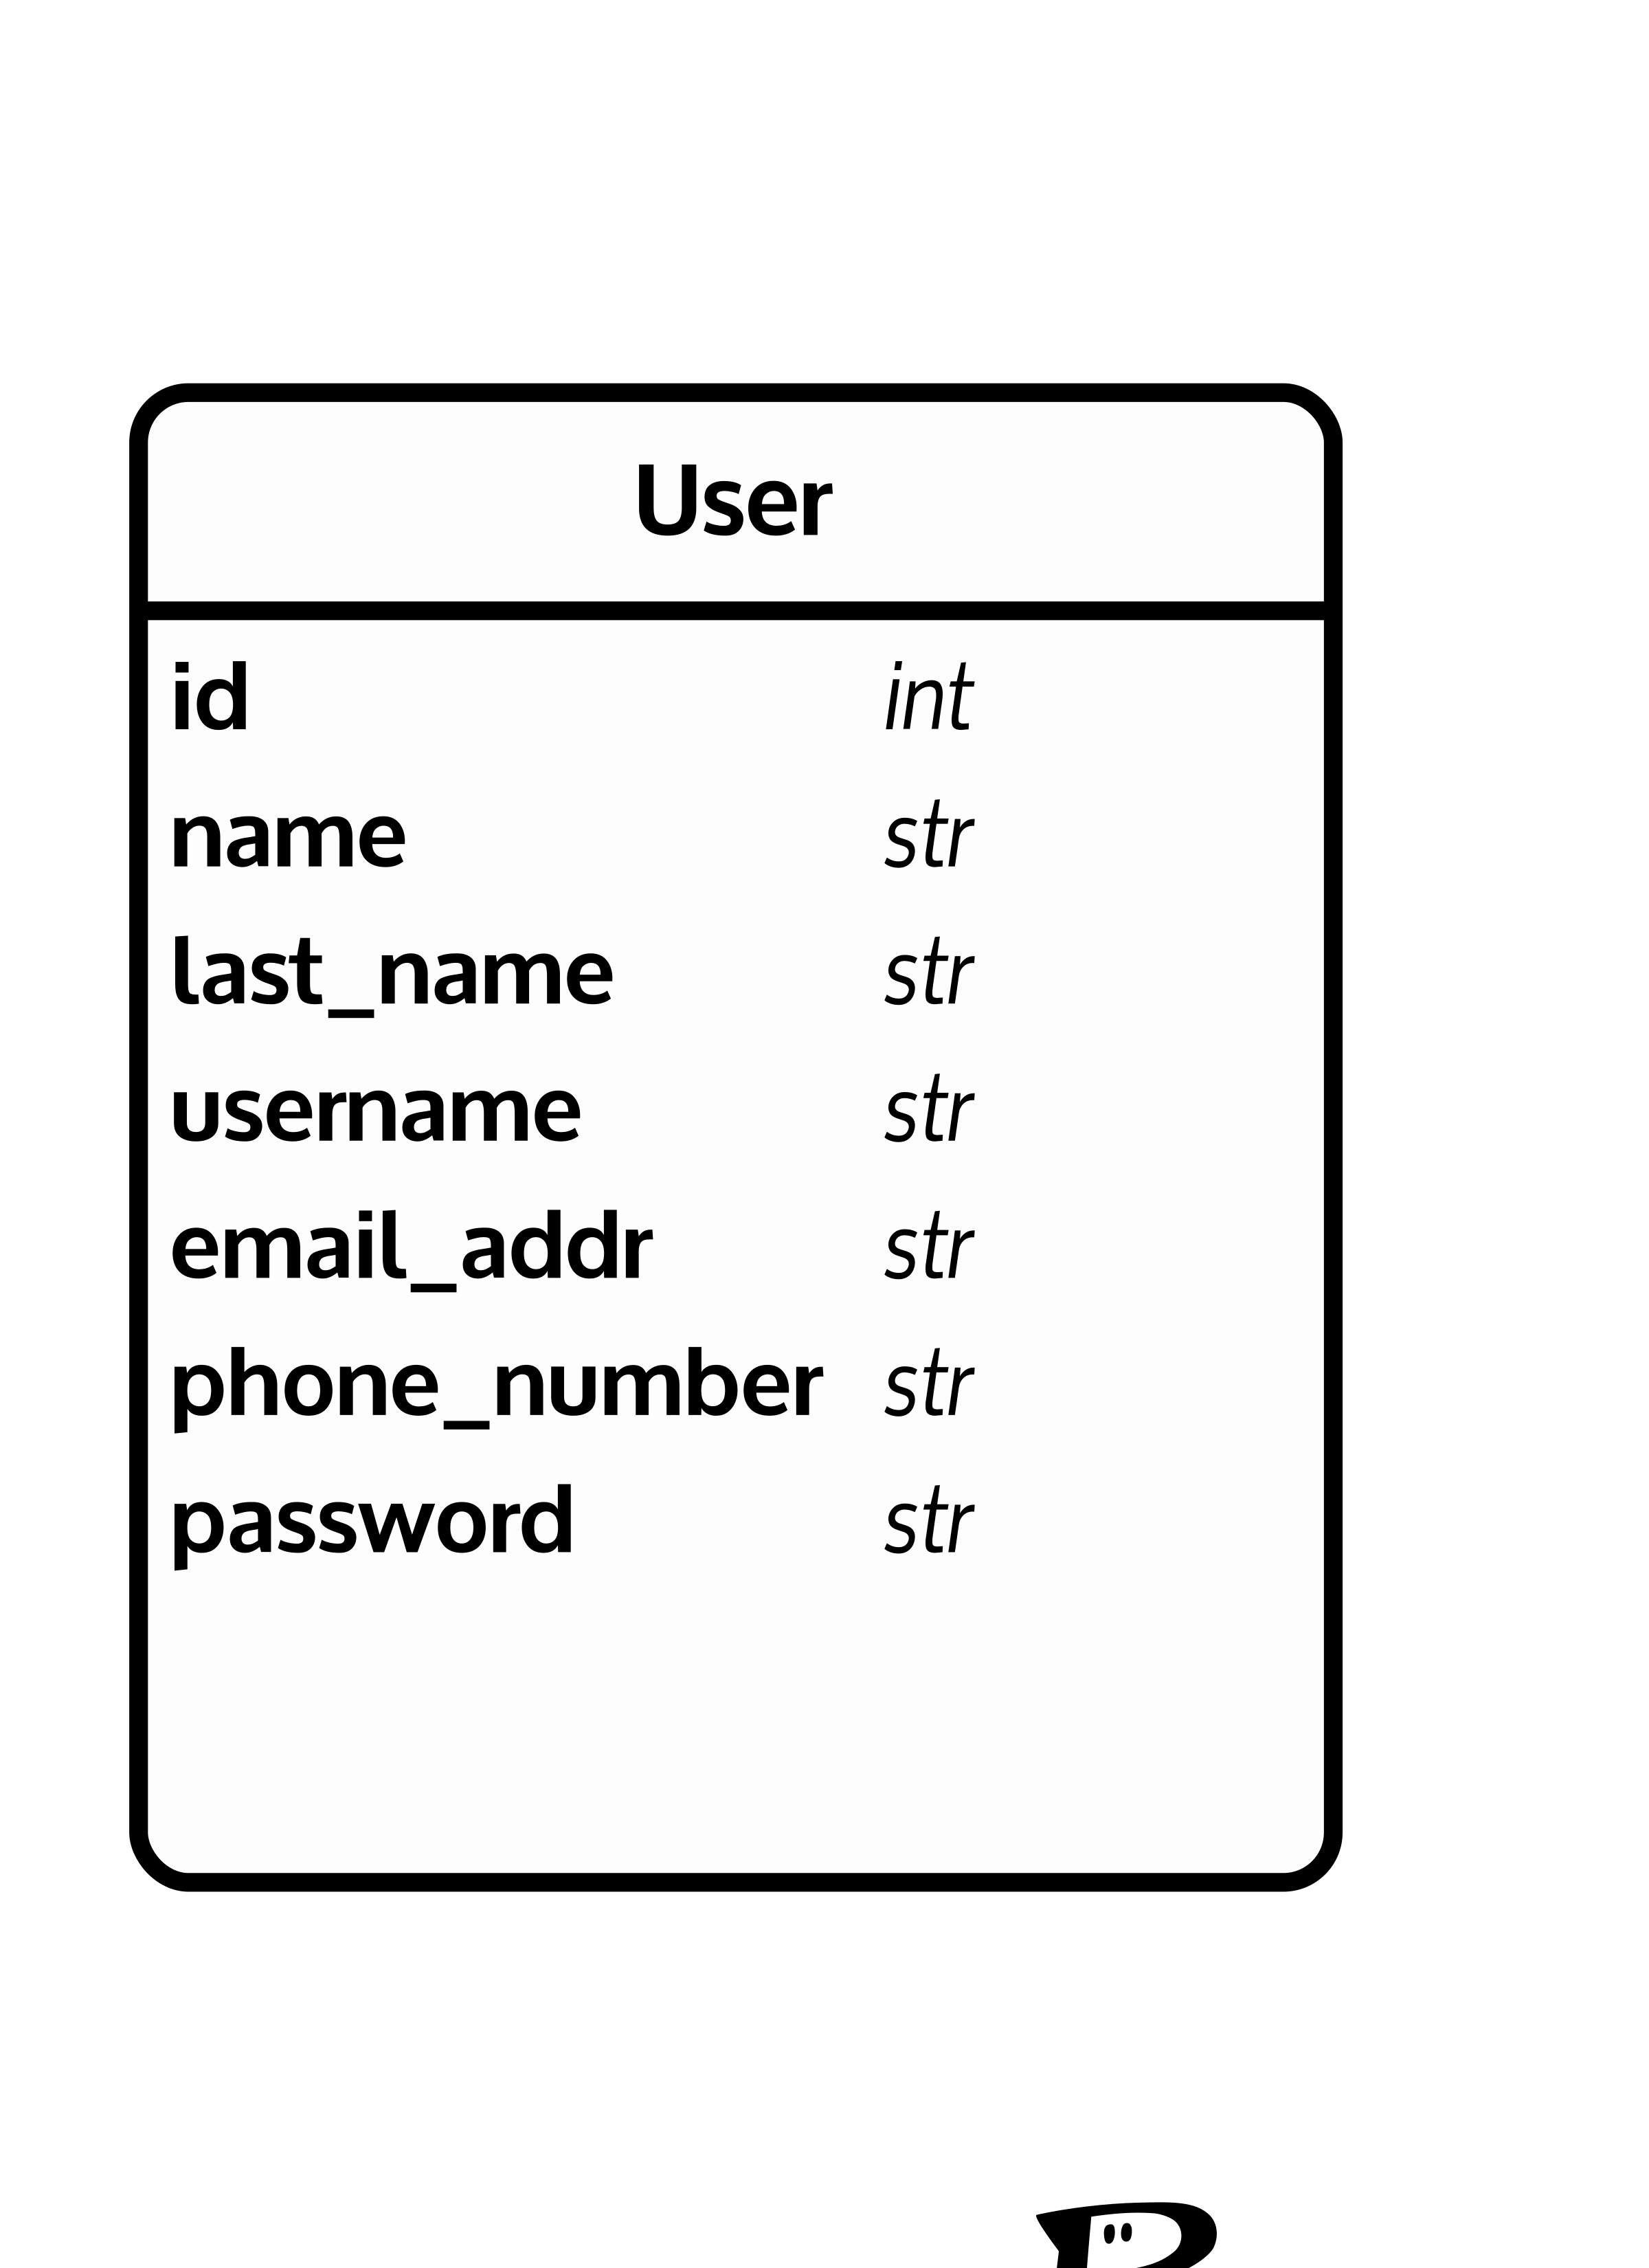 User
id int
name str
last_name str
username str
email_addr str
phone_number str
password str